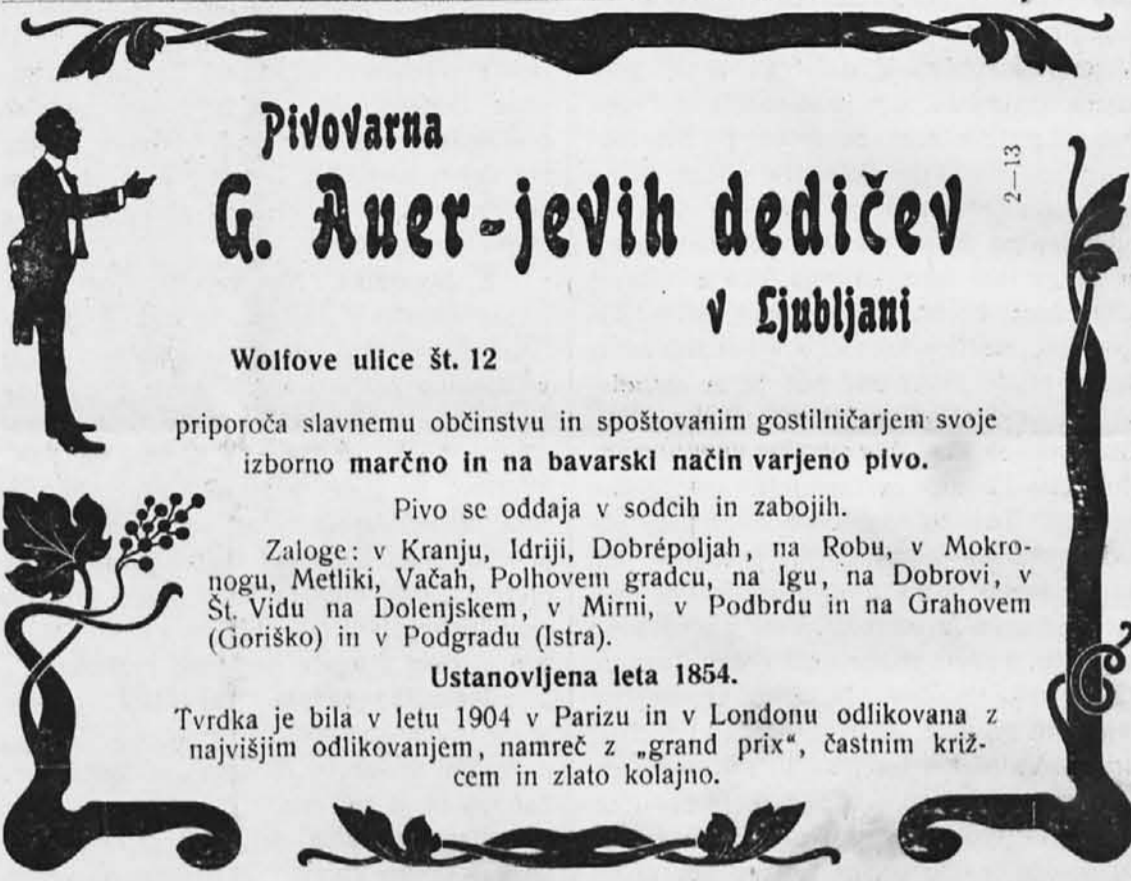 Pivovarna
G. Auer-jevih dedičev
2—13
v Ljubljani
Wolfove ulice št. 12
priporoča slavnemu občinstvu in spoštovanim gostilničarjem svoje
izborno marčno in na bavarski način varjeno pivo.
Pivo se oddaja v sodcih in zabojih.
Zaloge: v Kranju, Idriji, Dobrépoljah, na Robu, v Mokro-
nogu, Metliki, Vačah, Polhovem gradcu, na Igu, na Dobrovi, v
Št. Vidu na Dolenjskem, v Mirni, v Podbrdu in na Grahovem
(Goriško) in v Podgradu (Istra).
Ustanovljena leta 1854.
Tvrdka je bila v letu 1904 v Parizu in v Londonu odlikovana z
najvišjim odlikovanjem, namreč z „grand prix“, častnim križ-
cem in zlato kolajno.